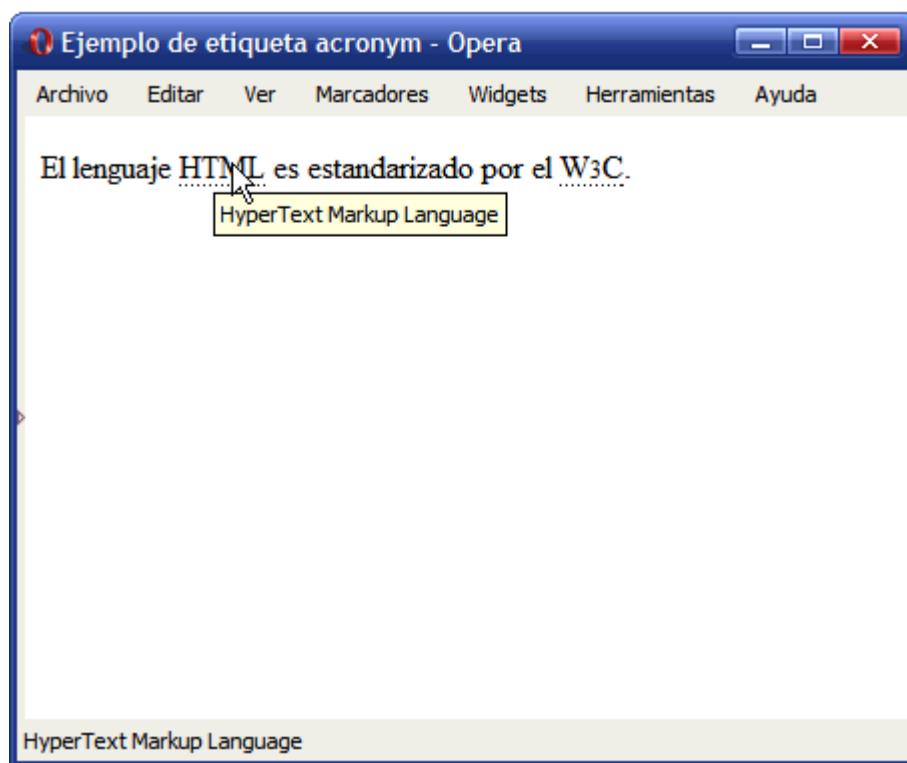 Ejemplo de etiqueta acronym - Opera
Archivo Editar Ver Marcadores Widgets Herramientas Ayuda
El lenguaje HTML es estandarizado por el W3C.
HyperText Markup Language
HyperText Markup Language